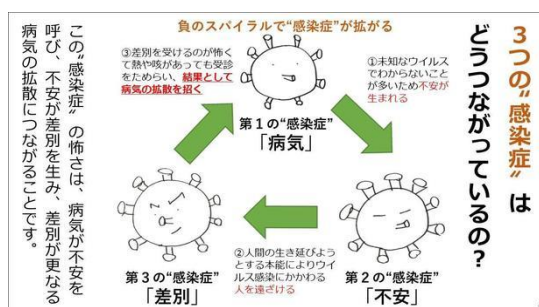 3つの“感染症”は
どうつながっているの?
負のスパイラルで“感染症”が拡がる
①未知なウイルス
でわからないこと
が多いため不安が
生まれる
第1の“感染症”
「病気」
③差別を受けるのが怖く
て熱や咳があっても受診
をためらい、結果として
病気の拡散を招く
第2の“感染症”
「不安」
②人間の生き延びよう
とする本能によりウイ
ルス感染にかかわる
人を遠ざける
第3の“感染症”
「差別」
この“感染症”の怖さは、病気が不安を
呼び、不安が差別を生み、差別が更なる
病気の拡散につながることです。